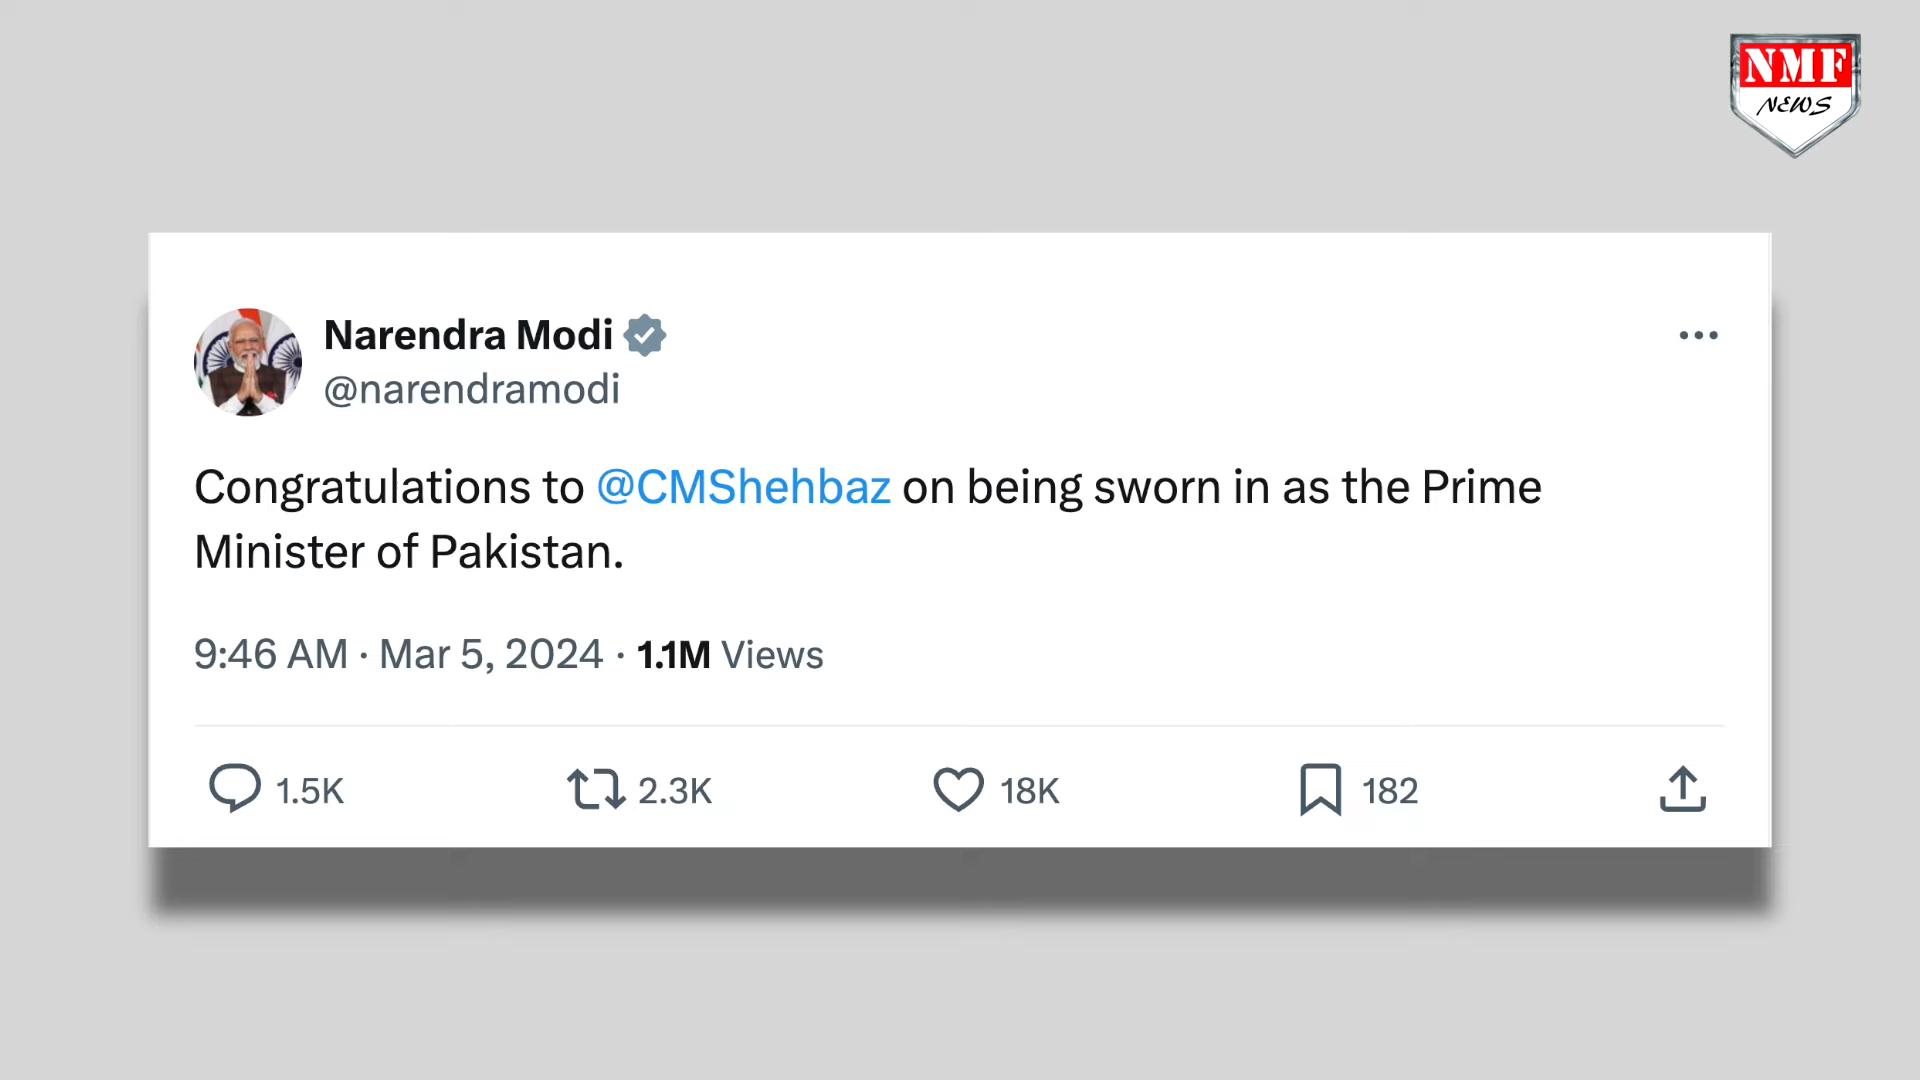 NMF
NEWS
Narendra Modi
@narendramodi
Congratulations to @CMShehbaz on being sworn in as the Prime
Minister of Pakistan.
9:46 AM · Mar 5, 2024 · 1.1M Views
1.5K 2.3K 18K 182